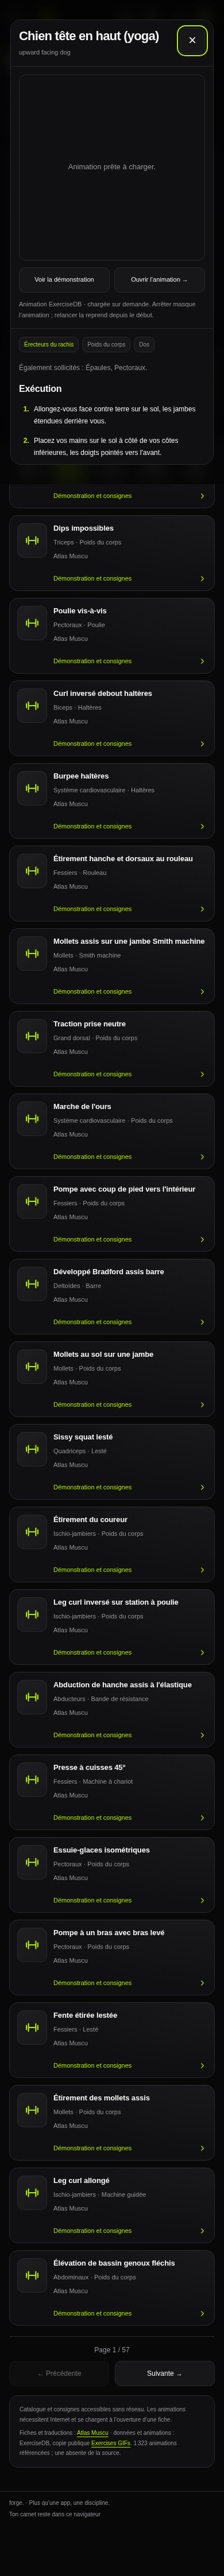 Chien tête en haut (yoga)
upward facing dog
×
Animation prête à charger.
Voir la démonstration
Ouvrir l'animation →
Animation ExerciseDB · chargée sur demande. Arrêter masque
l'animation ; relancer la reprend depuis le début.
Érecteurs du rachis
Poids du corps
Dos
Également sollicités : Épaules, Pectoraux.
Exécution
1. Allongez-vous face contre terre sur le sol, les jambes
étendues derrière vous.
2. Placez vos mains sur le sol à côté de vos côtes
inférieures, les doigts pointés vers l'avant.
Démonstration et consignes
Dips impossibles
Triceps · Poids du corps
Atlas Muscu
Démonstration et consignes
Poulie vis-à-vis
Pectoraux · Poulie
Atlas Muscu
Démonstration et consignes
Curl inversé debout haltères
Biceps · Haltères
Atlas Muscu
Démonstration et consignes
Burpee haltères
Système cardiovasculaire · Haltères
Atlas Muscu
Démonstration et consignes
Étirement hanche et dorsaux au rouleau
Fessiers · Rouleau
Atlas Muscu
Démonstration et consignes
Mollets assis sur une jambe Smith machine
Mollets · Smith machine
Atlas Muscu
Démonstration et consignes
Traction prise neutre
Grand dorsal · Poids du corps
Atlas Muscu
Démonstration et consignes
Marche de l'ours
Système cardiovasculaire · Poids du corps
Atlas Muscu
Démonstration et consignes
Pompe avec coup de pied vers l'intérieur
Fessiers · Poids du corps
Atlas Muscu
Démonstration et consignes
Développé Bradford assis barre
Deltoïdes · Barre
Atlas Muscu
Démonstration et consignes
Mollets au sol sur une jambe
Mollets · Poids du corps
Atlas Muscu
Démonstration et consignes
Sissy squat lesté
Quadriceps · Lesté
Atlas Muscu
Démonstration et consignes
Étirement du coureur
Ischio-jambiers · Poids du corps
Atlas Muscu
Démonstration et consignes
Leg curl inversé sur station à poulie
Ischio-jambiers · Poids du corps
Atlas Muscu
Démonstration et consignes
Abduction de hanche assis à l'élastique
Abducteurs · Bande de résistance
Atlas Muscu
Démonstration et consignes
Presse à cuisses 45°
Fessiers · Machine à chariot
Atlas Muscu
Démonstration et consignes
Essuie-glaces isométriques
Pectoraux · Poids du corps
Atlas Muscu
Démonstration et consignes
Pompe à un bras avec bras levé
Pectoraux · Poids du corps
Atlas Muscu
Démonstration et consignes
Fente étirée lestée
Fessiers · Lesté
Atlas Muscu
Démonstration et consignes
Étirement des mollets assis
Mollets · Poids du corps
Atlas Muscu
Démonstration et consignes
Leg curl allongé
Ischio-jambiers · Machine guidée
Atlas Muscu
Démonstration et consignes
Élévation de bassin genoux fléchis
Abdominaux · Poids du corps
Atlas Muscu
Démonstration et consignes
Page 1 / 57
← Précédente
Suivante →
Catalogue et consignes accessibles sans réseau. Les animations
nécessitent Internet et se chargent à l'ouverture d'une fiche.
Fiches et traductions : Atlas Muscu · données et animations :
ExerciseDB, copie publique Exercises GIFs. 1 323 animations
référencées ; une absente de la source.
forge. · Plus qu'une app, une discipline.
Ton carnet reste dans ce navigateur